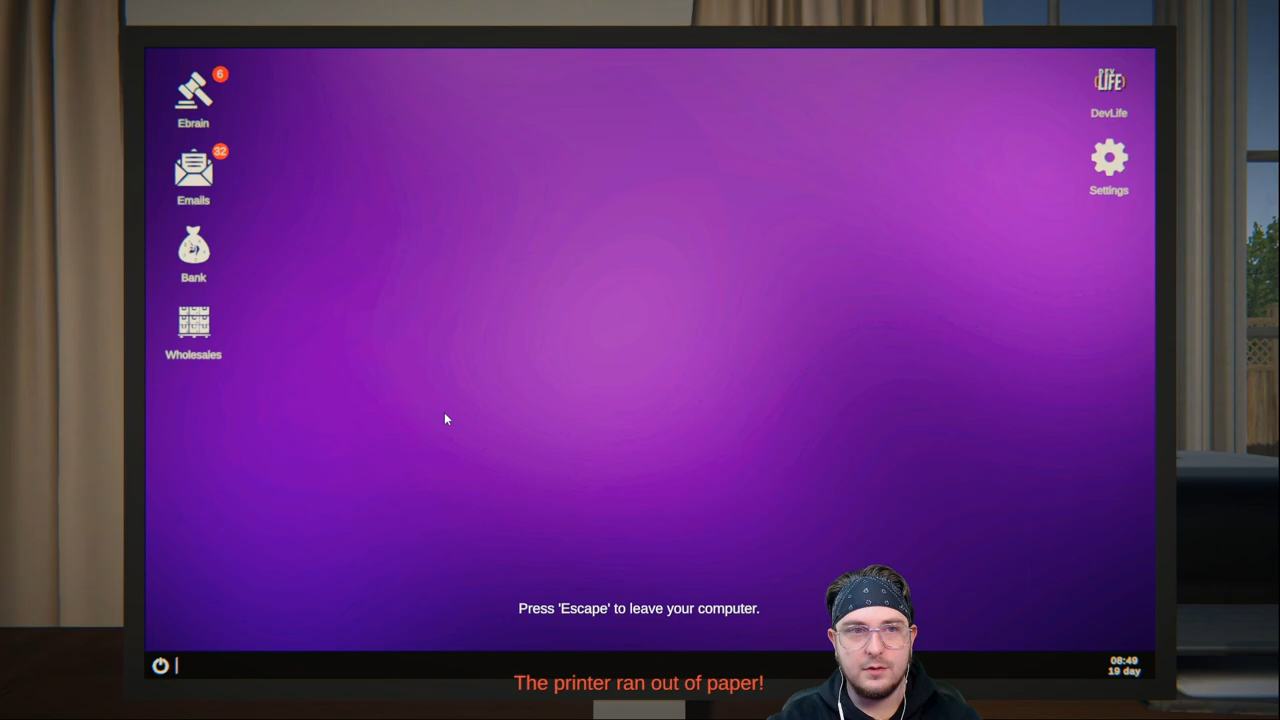 6
Ebrain
32
Emails
Bank
Wholesales
DEV
LIFE
DevLife
Settings
Press 'Escape' to leave your computer.
08:49
19 day
The printer ran out of paper!